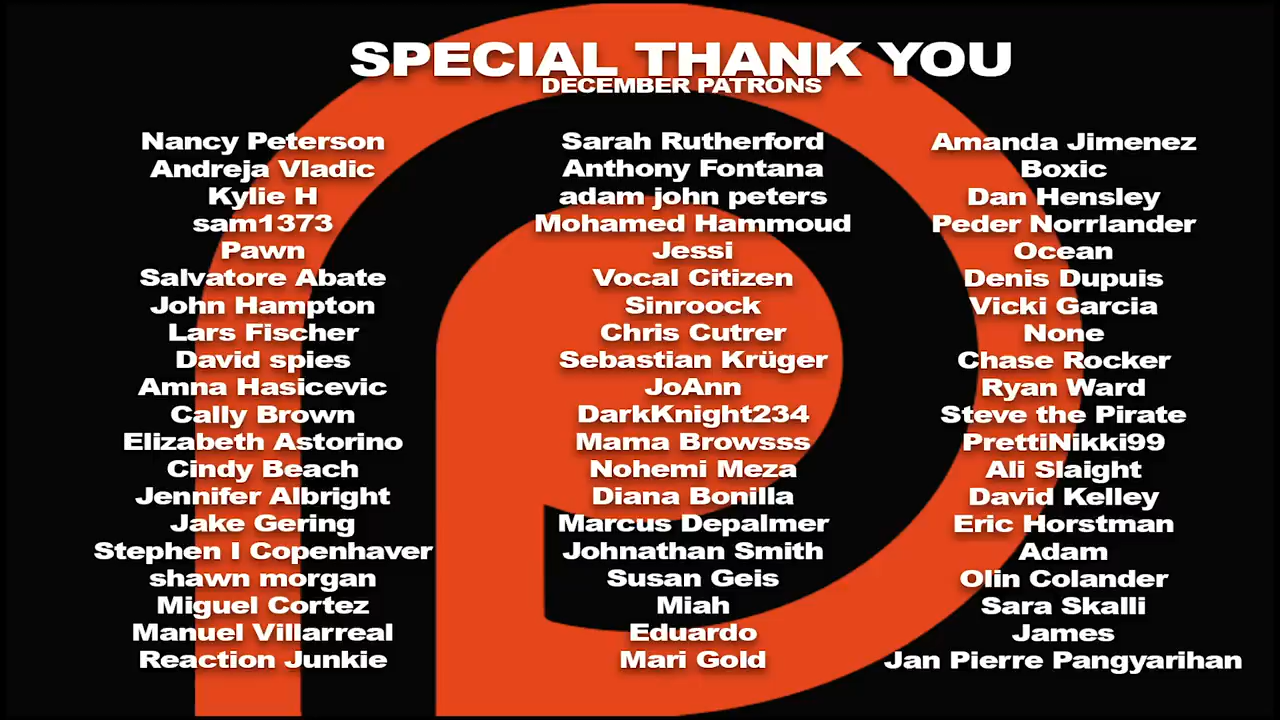 SPECIAL THANK YOU
DECEMBER PATRONS
Nancy Peterson
Andreja Vladic
Kylie H
sam1373
Pawn
Salvatore Abate
John Hampton
Lars Fischer
David spies
Amna Hasicevic
Cally Brown
Elizabeth Astorino
Cindy Beach
Jennifer Albright
Jake Gering
Stephen I Copenhaver
shawn morgan
Miguel Cortez
Manuel Villarreal
Reaction Junkie
Sarah Rutherford
Anthony Fontana
adam john peters
Mohamed Hammoud
Jessi
Vocal Citizen
Sinroock
Chris Cutrer
Sebastian Krüger
JoAnn
DarkKnight234
Mama Browsss
Nohemi Meza
Diana Bonilla
Marcus Depalmer
Johnathan Smith
Susan Geis
Miah
Eduardo
Mari Gold
Amanda Jimenez
Boxic
Dan Hensley
Peder Norrlander
Ocean
Denis Dupuis
Vicki Garcia
None
Chase Rocker
Ryan Ward
Steve the Pirate
PrettiNikki99
Ali Slaight
David Kelley
Eric Horstman
Adam
Olin Colander
Sara Skalli
James
Jan Pierre Pangyarihan